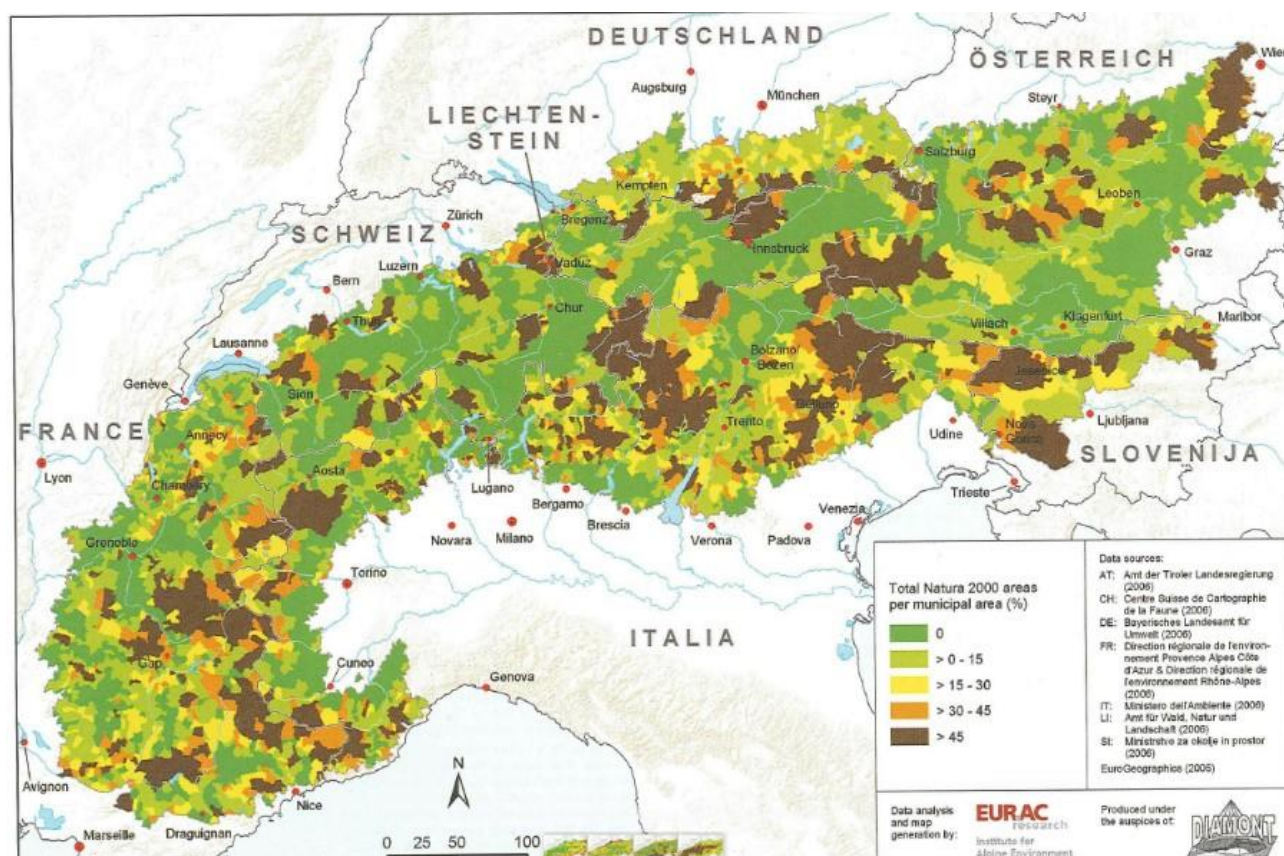 DEUTSCHLAND
ÖSTERREICH
Wien
Augsburg
München
Steyr
LIECHTEN-
STEIN
Salzburg
Kempten
Leoben
Zürich
Bregenz
SCHWEIZ
Innsbruck
Graz
Luzern
Vaduz
Bern
Chur
Thun
Villach
Klagenfurt
Maribor
Lausanne
Bolzano/
Bozen
Jesenice
Genève
Sion
Belluno
Ljubljana
FRANCE
Annecy
Trento
Udine
Nova
Gorica
SLOVENIJA
Lyon
Aosta
Chambéry
Lugano
Trieste
Bergamo
Venezia
Brescia
Novara
Milano
Verona
Padova
Grenoble
Torino
ITALIA
Gap
Cuneo
Genova
Avignon
Nice
Marseille
Draguignan
N
0 25 50 100
Total Natura 2000 areas
per municipal area (%)
0
> 0 - 15
> 15 - 30
> 30 - 45
> 45
Data sources:
AT: Amt der Tiroler Landesregierung
(2006)
CH: Centre Suisse de Cartographie
de la Faune (2006)
DE: Bayerisches Landesamt für
Umwelt (2006)
FR: Direction régionale de l'environ-
nement Provence Alpes Côte
d'Azur & Direction régionale de
l'environnement Rhône-Alpes
(2006)
IT: Ministero dell'Ambiente (2006)
LI: Amt für Wald, Natur und
Landschaft (2006)
SI: Ministrstvo za okolje in prostor
(2006)
EuroGeographics (2005)
Data analysis
and map
generation by:
EURAC
research
Institute for
Alpine Environment
Produced under
the auspices of:
DIAMONT